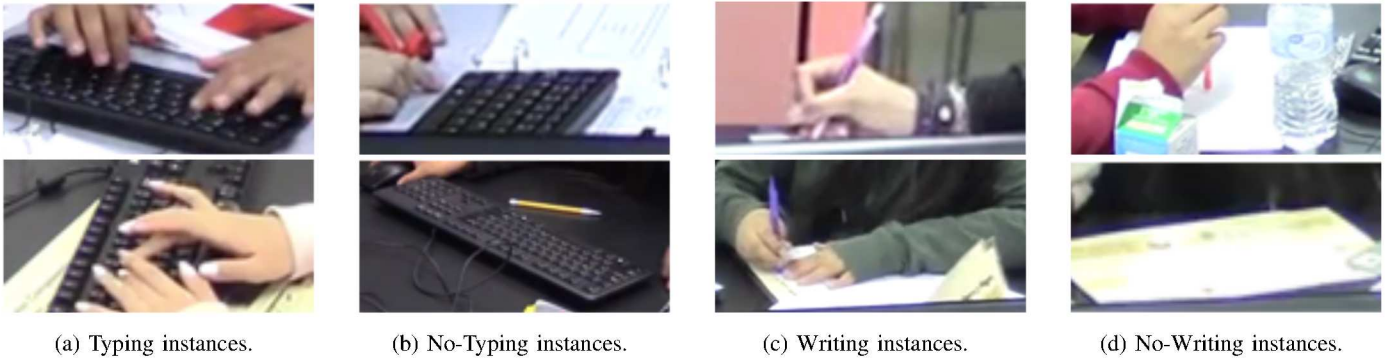 (a) Typing instances.
(b) No-Typing instances.
(c) Writing instances.
(d) No-Writing instances.